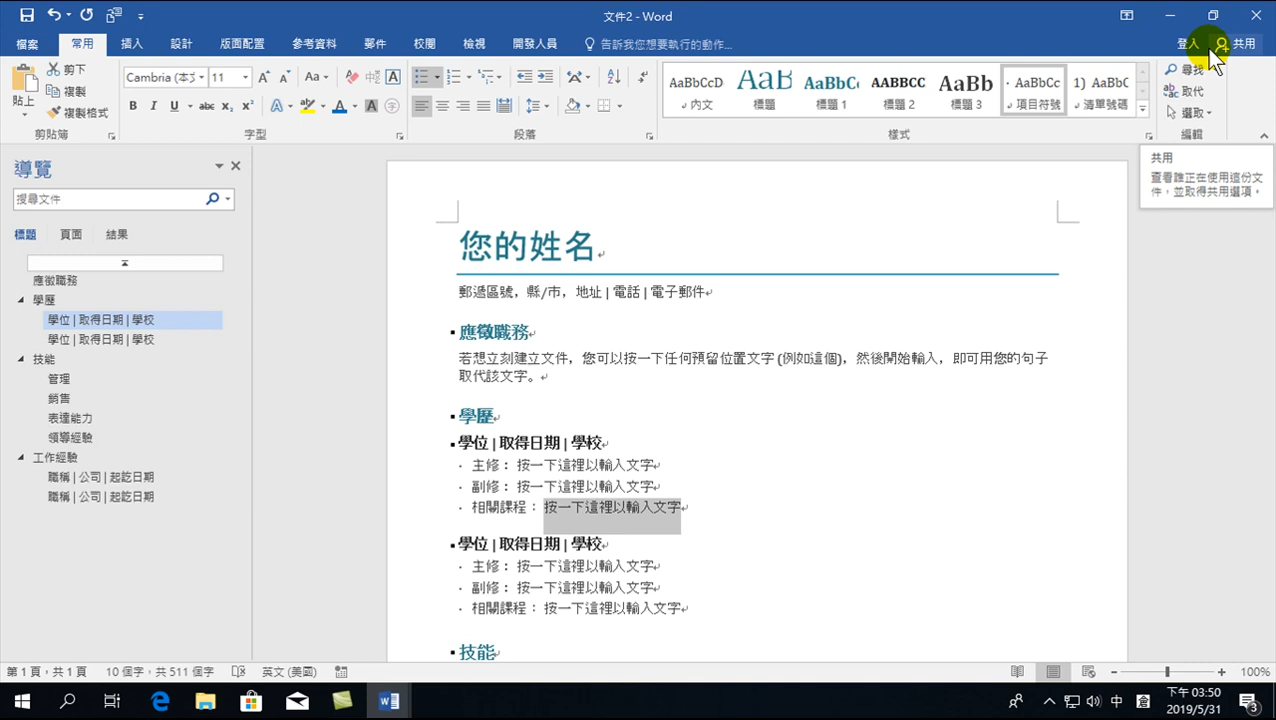 文件2 - Word
檔案 常用 插入 設計 版面配置 參考資料 郵件 校閱 檢視 開發人員 告訴我您想要執行的動作... 登入 共用
貼上 剪下 複製 複製格式
剪貼簿
Cambria (本文 11
字型
段落
AaBbCcD AaB AaBbCc AABBCC AaBb AaBbCc 1) AaBbC
內文 標題 標題 標題 2 標題 3 項目符號 清單號碼
樣式
尋找
取代
選取
編輯
共用
查看誰正在使用這份文
件，並取得共用選項。
導覽
搜尋文件
標題 頁面 結果
應徵職務
學歷
學位 | 取得日期 | 學校
學位 | 取得日期 | 學校
技能
管理
銷售
表達能力
領導經驗
工作經驗
職稱 | 公司 | 起訖日期
職稱 | 公司 | 起訖日期
您的姓名
郵遞區號，縣/市，地址 | 電話 | 電子郵件
應徵職務
若想立刻建立文件，您可以按一下任何預留位置文字 (例如這個)，然後開始輸入，即可用您的句子
取代該文字。
學歷
學位 | 取得日期 | 學校
· 主修： 按一下這裡以輸入文字
· 副修： 按一下這裡以輸入文字
· 相關課程： 按一下這裡以輸入文字
學位 | 取得日期 | 學校
· 主修： 按一下這裡以輸入文字
· 副修： 按一下這裡以輸入文字
· 相關課程： 按一下這裡以輸入文字
技能
第 1 頁，共 1 頁 10 個字，共 511 個字 英文 (美國) 100%
中 倉 下午 03:50
2019/5/31 3